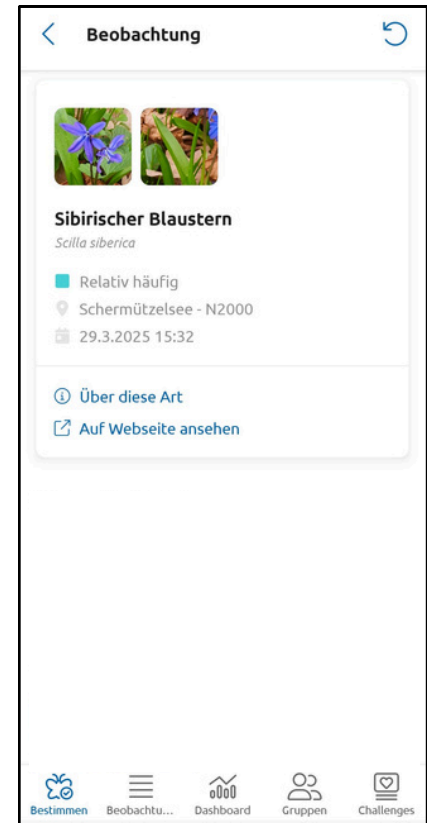 Beobachtung
Sibirischer Blaustern
Scilla siberica
Relativ häufig
Schermützelsee - N2000
29.3.2025 15:32
Über diese Art
Auf Webseite ansehen
Bestimmen Beobachtu... Dashboard Gruppen Challenges